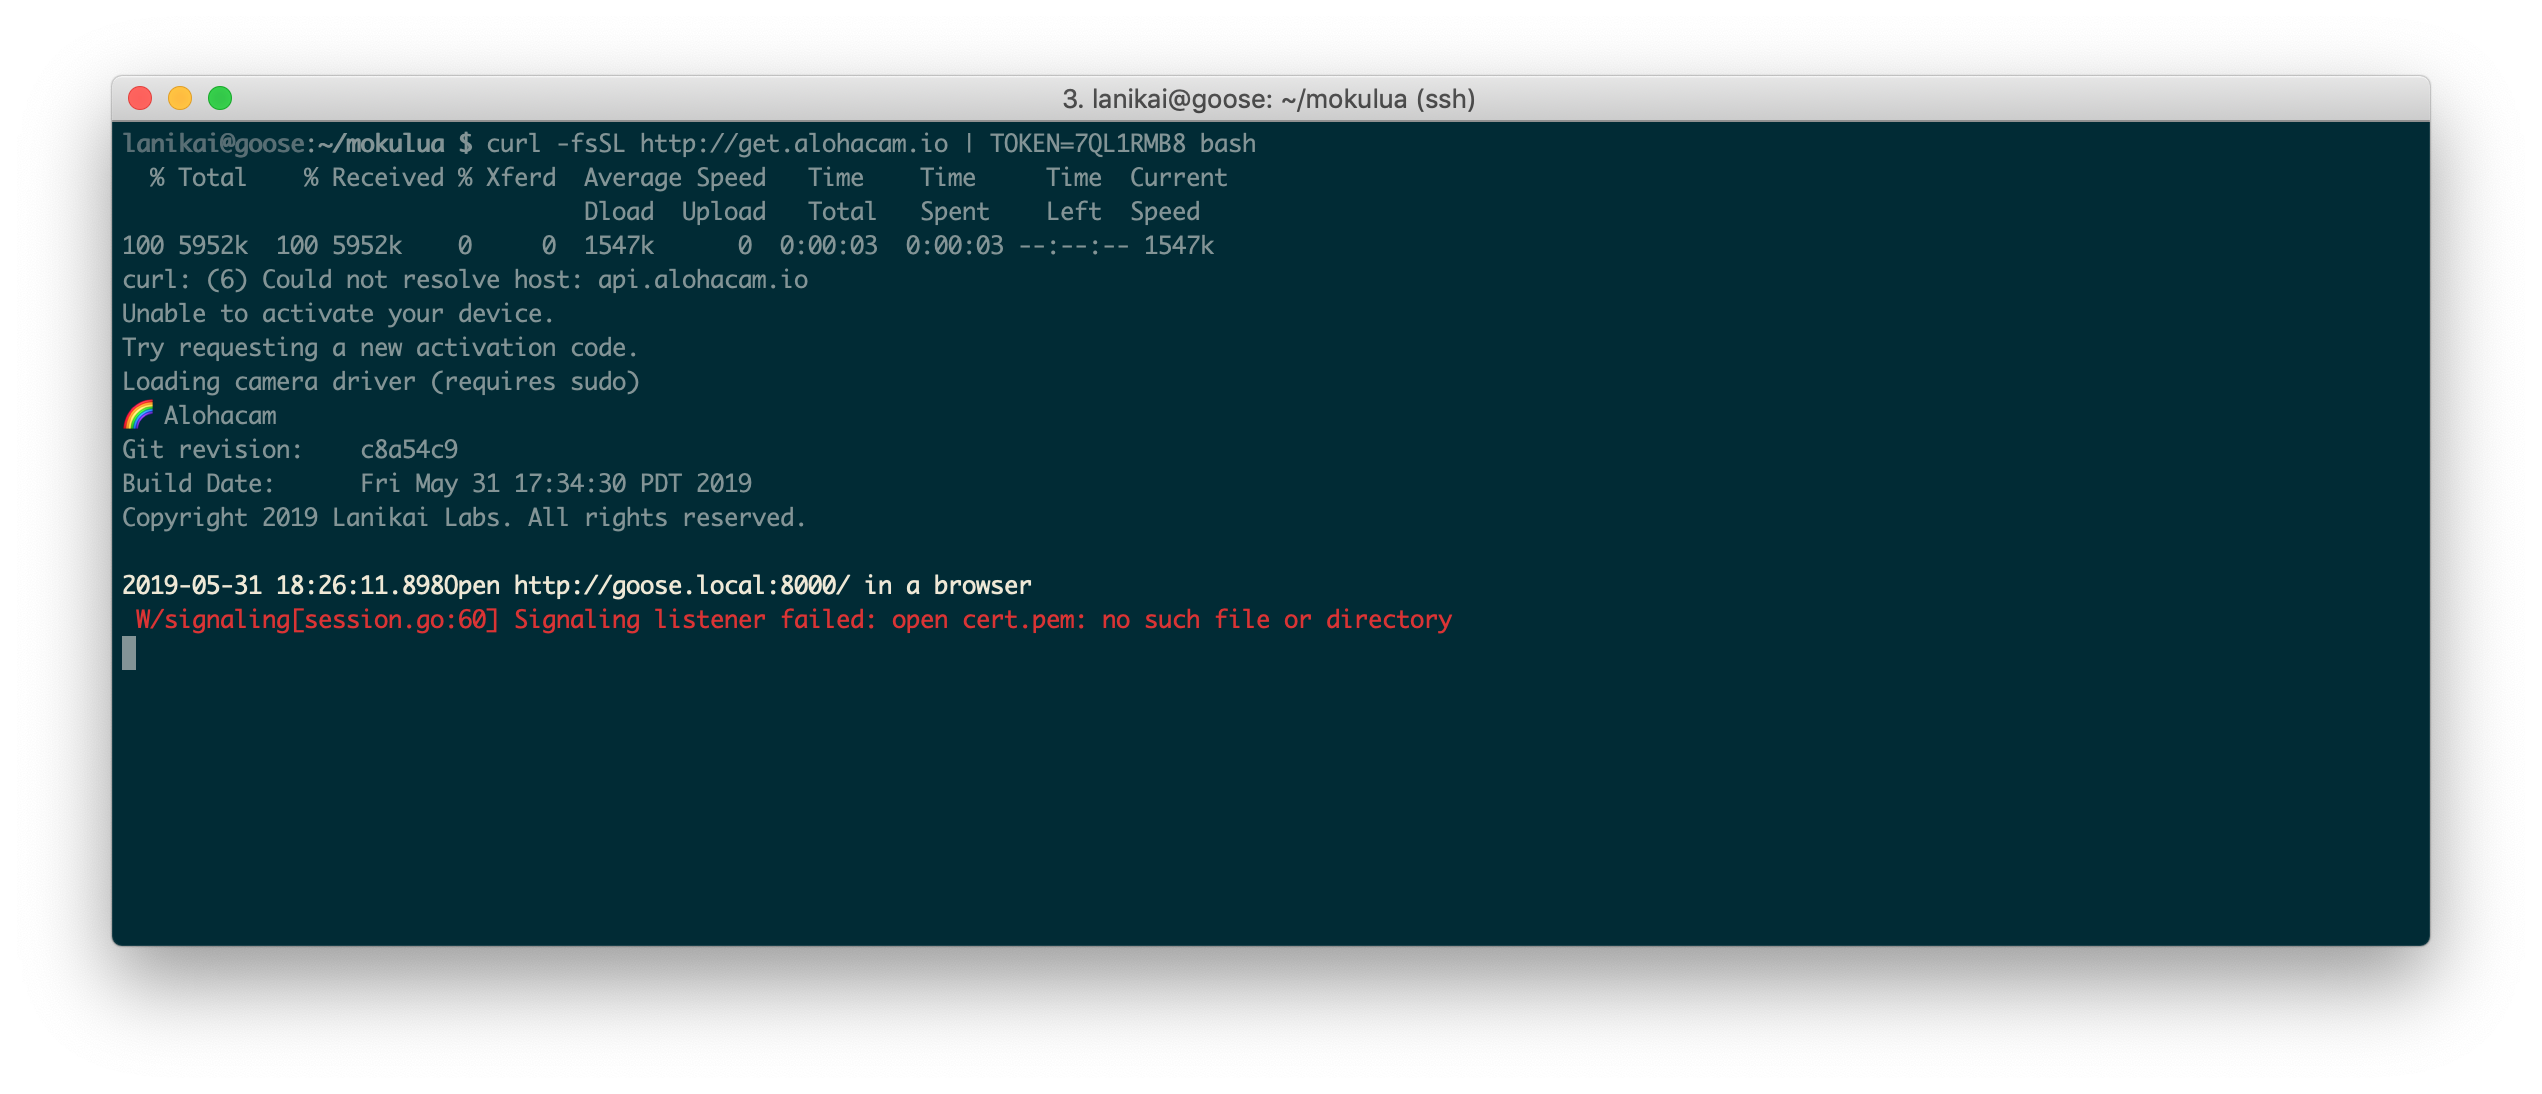 3. lanikai@goose: ~/mokulua (ssh)
lanikai@goose:~/mokulua $ curl -fsSL http://get.alohacam.io | TOKEN=7QL1RMB8 bash
  % Total    % Received % Xferd  Average Speed   Time    Time     Time  Current
                                 Dload  Upload   Total   Spent    Left  Speed
100 5952k  100 5952k    0     0  1547k      0  0:00:03  0:00:03 --:--:-- 1547k
curl: (6) Could not resolve host: api.alohacam.io
Unable to activate your device.
Try requesting a new activation code.
Loading camera driver (requires sudo)
🌈 Alohacam
Git revision:    c8a54c9
Build Date:      Fri May 31 17:34:30 PDT 2019
Copyright 2019 Lanikai Labs. All rights reserved.
2019-05-31 18:26:11.898Open http://goose.local:8000/ in a browser
 W/signaling[session.go:60] Signaling listener failed: open cert.pem: no such file or directory